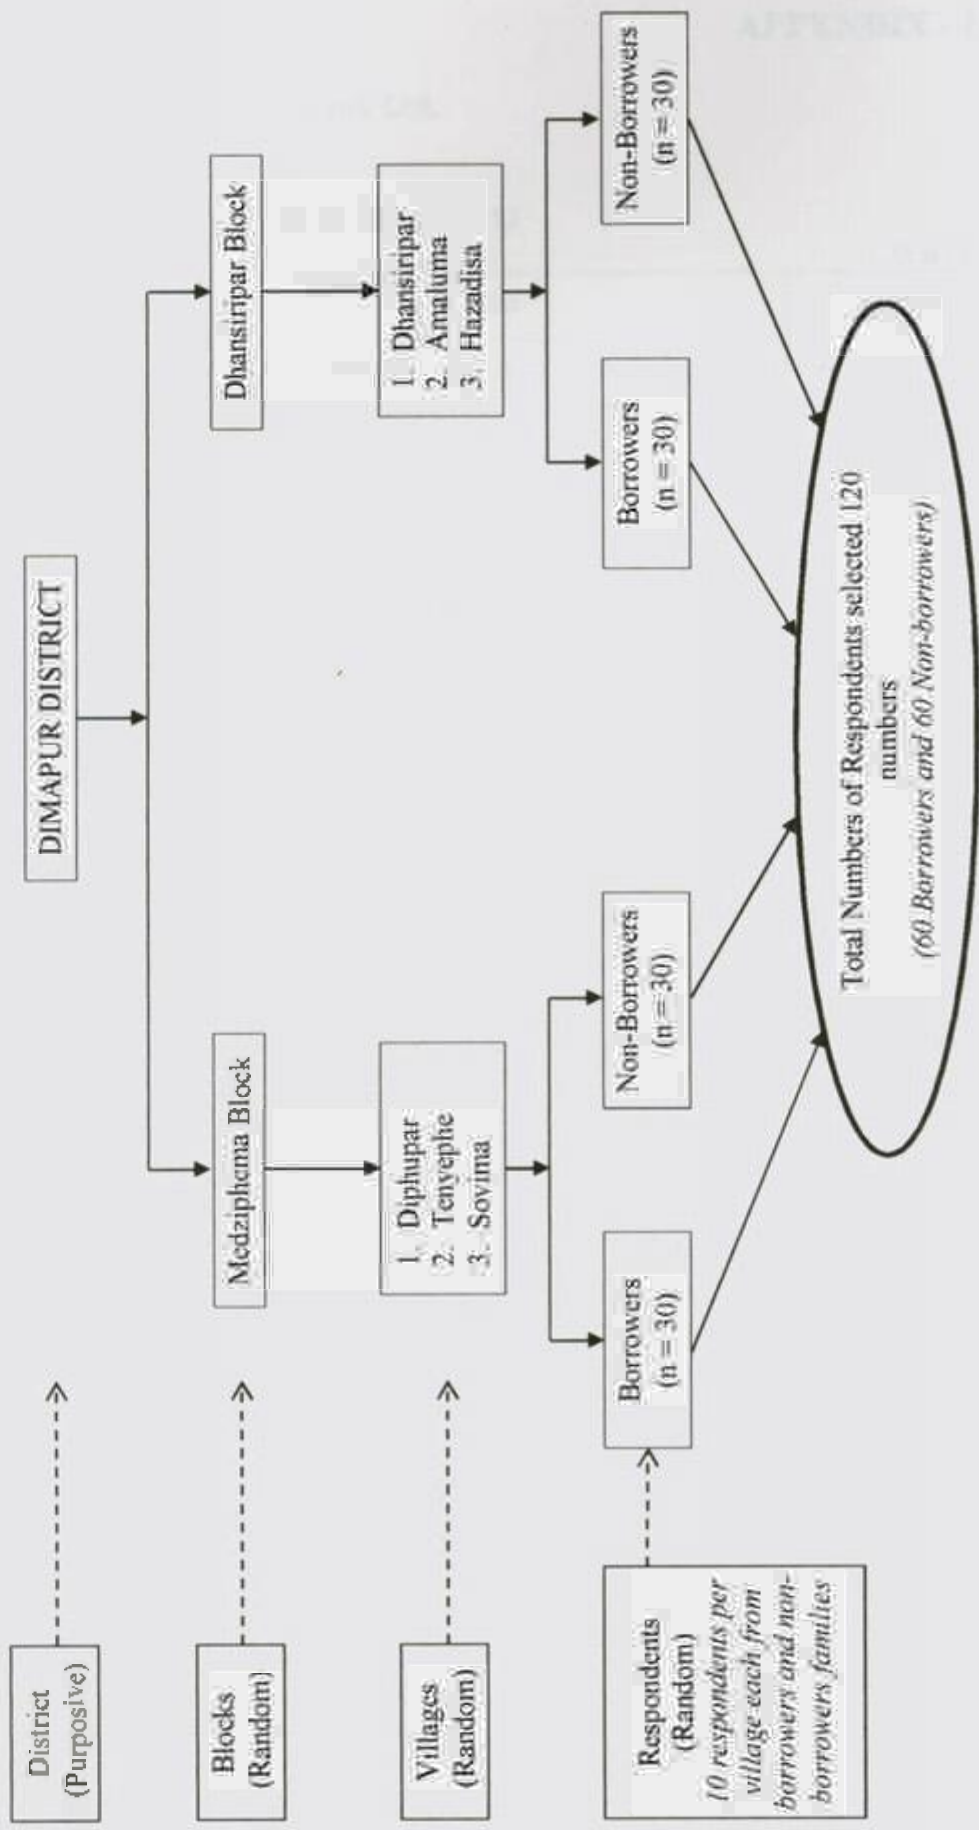 DIMAPUR DISTRICT
District
(Purposive)
Blocks
(Random)
Medziphema Block
Dhansiripar Block
Villages
(Random)
1. Diphupar
2. Tenyephe
3. Sovima
1. Dhansiripar
2. Amaluma
3. Hazadisa
Respondents
(Random)
10 respondents per
village each from
borrowers and non-
borrowers families
Borrowers
(n = 30)
Non-Borrowers
(n = 30)
Borrowers
(n = 30)
Non-Borrowers
(n = 30)
Total Numbers of Respondents selected 120
numbers
(60 Borrowers and 60 Non-borrowers)